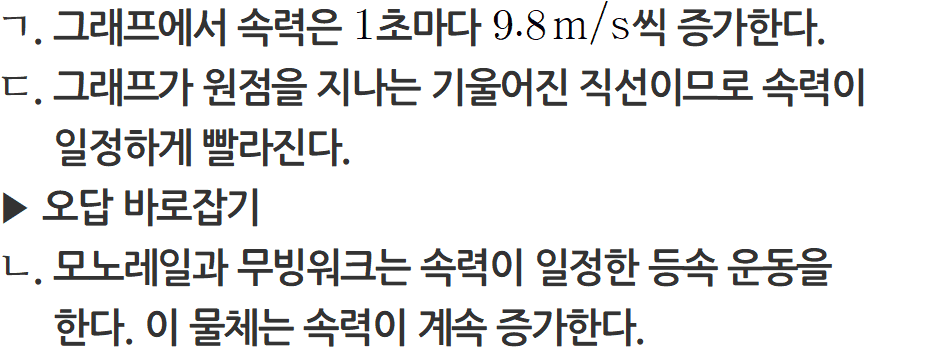 ㄱ. 그래프에서 속력은 1초마다 9.8m/s씩 증가한다.
ㄷ. 그래프가 원점을 지나는 기울어진 직선이므로 속력이
일정하게 빨라진다.
▶ 오답 바로잡기
ㄴ. 모노레일과 무빙워크는 속력이 일정한 등속 운동을
한다. 이 물체는 속력이 계속 증가한다.